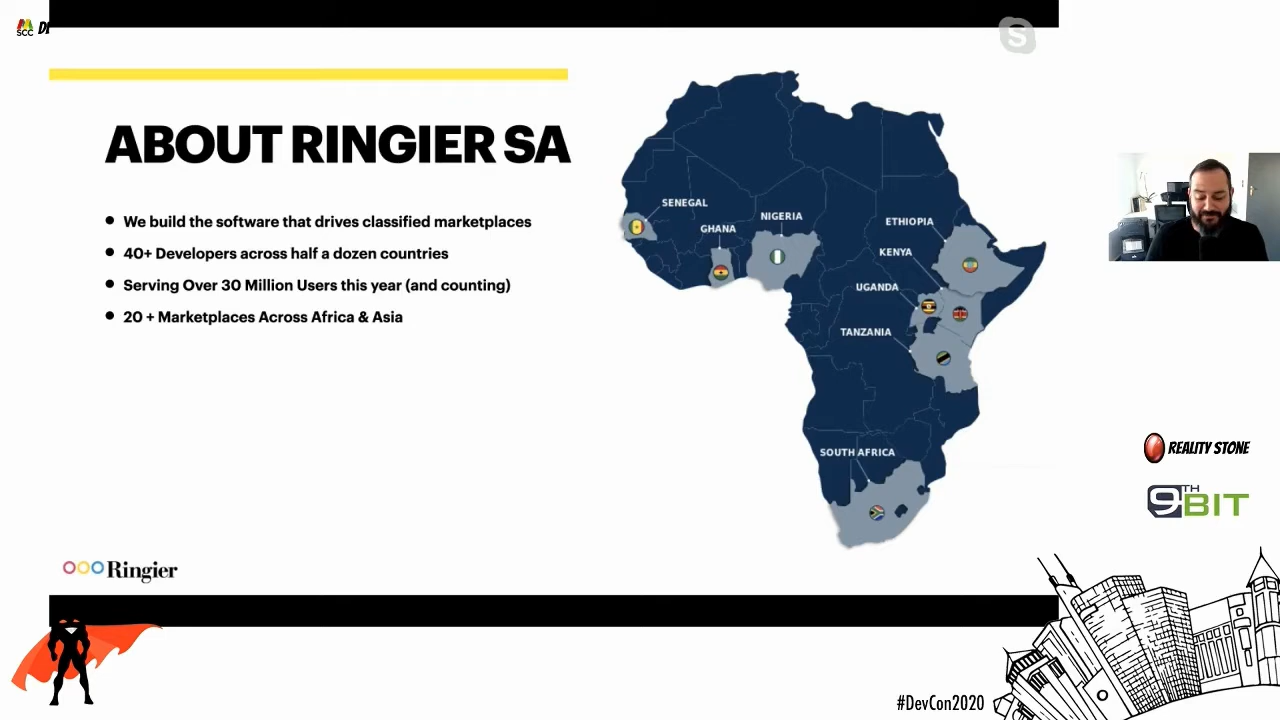 SCC
ABOUT RINGIER SA
We build the software that drives classified marketplaces
40+ Developers across half a dozen countries
Serving Over 30 Million Users this year (and counting)
20 + Marketplaces Across Africa & Asia
SENEGAL
GHANA
NIGERIA
ETHIOPIA
KENYA
UGANDA
TANZANIA
SOUTH AFRICA
Ringier
S
REALITY STONE
9TH BIT
#DevCon2020